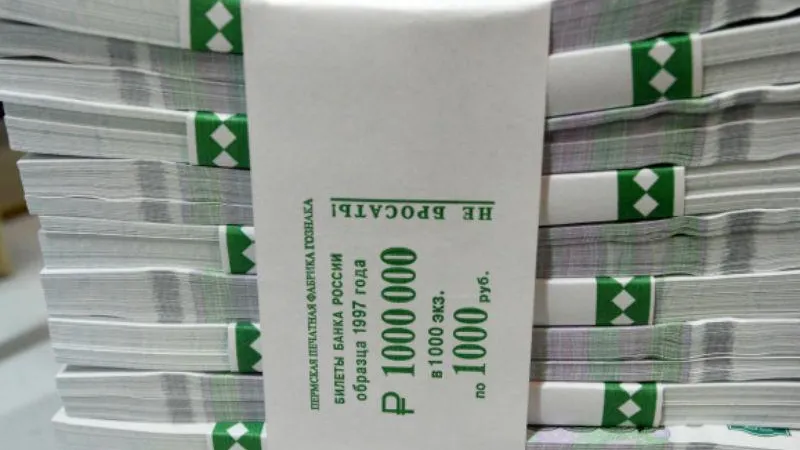 НЕ БРОСАТЬ!
ПЕРМСКАЯ ПЕЧАТНАЯ ФАБРИКА ГОЗНАКА
БИЛЕТЫ БАНКА РОССИИ
образца 1997 года
₽ 1000 000
в 1000 экз.
по 1000 руб.